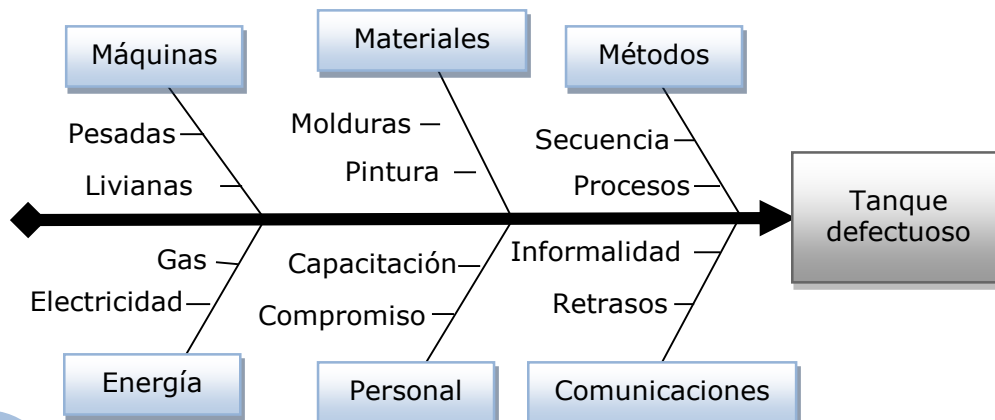 Máquinas
Materiales
Métodos
Pesadas
Livianas
Molduras
Pintura
Secuencia
Procesos
Tanque
defectuoso
Gas
Electricidad
Capacitación
Compromiso
Informalidad
Retrasos
Energía
Personal
Comunicaciones